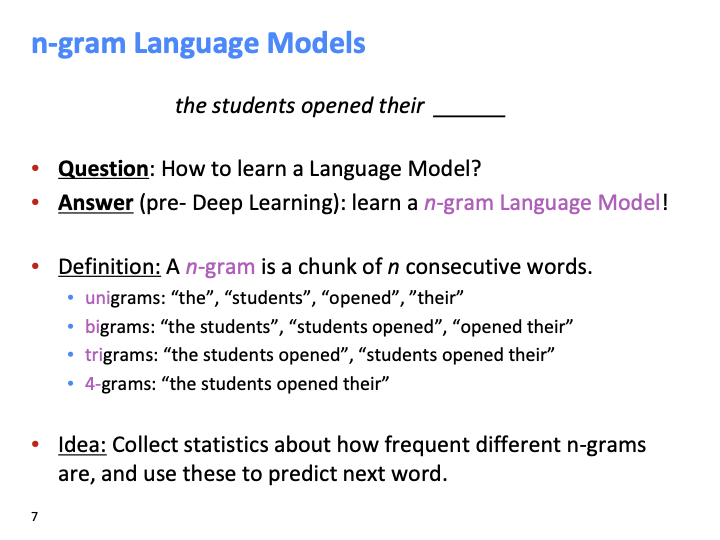 n-gram Language Models
the students opened their ______
• Question: How to learn a Language Model?
• Answer (pre- Deep Learning): learn a n-gram Language Model!
• Definition: A n-gram is a chunk of n consecutive words.
• unigrams: “the”, “students”, “opened”, ”their”
• bigrams: “the students”, “students opened”, “opened their”
• trigrams: “the students opened”, “students opened their”
• 4-grams: “the students opened their”
• Idea: Collect statistics about how frequent different n-grams
are, and use these to predict next word.
7